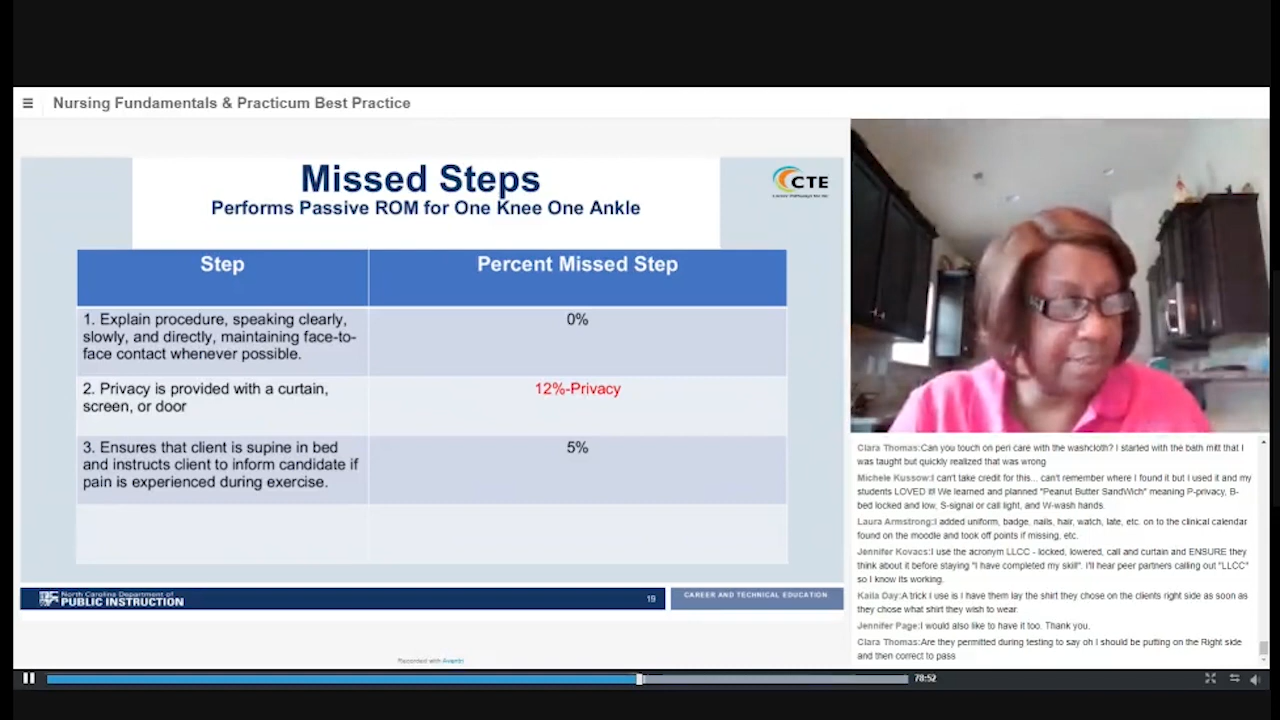 Nursing Fundamentals & Practicum Best Practice
Missed Steps
Performs Passive ROM for One Knee One Ankle
CTE
Step
Percent Missed Step
1. Explain procedure, speaking clearly,
slowly, and directly, maintaining face-to-
face contact whenever possible.
0%
2. Privacy is provided with a curtain,
screen, or door
12%-Privacy
3. Ensures that client is supine in bed
and instructs client to inform candidate if
pain is experienced during exercise.
5%
North Carolina Department of
PUBLIC INSTRUCTION
19
CAREER AND TECHNICAL EDUCATION
Recorded with
Clara Thomas:Can you touch on peri care with the washcloth? I started with the bath mitt that I
was taught but quickly realized that was wrong
Michele Kussow:I can't take credit for this... can't remember where I found it but I used it and my
students LOVED it! We learned and planned "Peanut Butter SandWich" meaning P-privacy, B-
bed locked and low, S-signal or call light, and W-wash hands.
Laura Armstrong:I added uniform, badge, nails, hair, watch, late, etc. on to the clinical calendar
found on the moodle and took off points if missing, etc.
Jennifer Kovacs:I use the acronym LLCC - locked, lowered, call and curtain and ENSURE they
think about it before staying "I have completed my skill". I'll hear peer partners calling out "LLCC"
so I know its working.
Kaila Day:A trick I use is I have them lay the shirt they chose on the clients right side as soon as
they chose what shirt they wish to wear.
Jennifer Page:I would also like to have it too. Thank you.
Clara Thomas:Are they permitted during testing to say oh I should be putting on the Right side
and then correct to pass
78:52